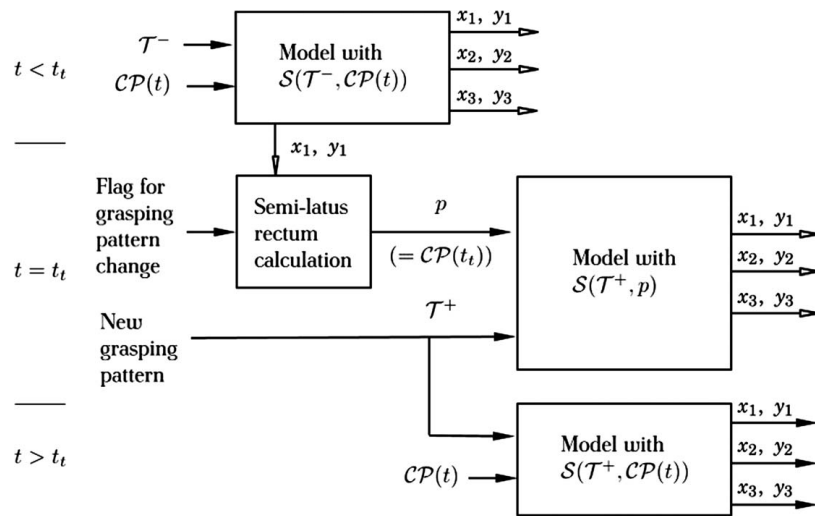 t < t_t
𝒯⁻
𝒞𝒫(t)
Model with
𝒮(𝒯⁻, 𝒞𝒫(t))
x₁, y₁
x₂, y₂
x₃, y₃
x₁, y₁
t = t_t
Flag for
grasping
pattern
change
Semi-latus
rectum
calculation
p
(= 𝒞𝒫(t_t))
New
grasping
pattern
𝒯⁺
Model with
𝒮(𝒯⁺, p)
x₁, y₁
x₂, y₂
x₃, y₃
t > t_t
𝒞𝒫(t)
Model with
𝒮(𝒯⁺, 𝒞𝒫(t))
x₁, y₁
x₂, y₂
x₃, y₃